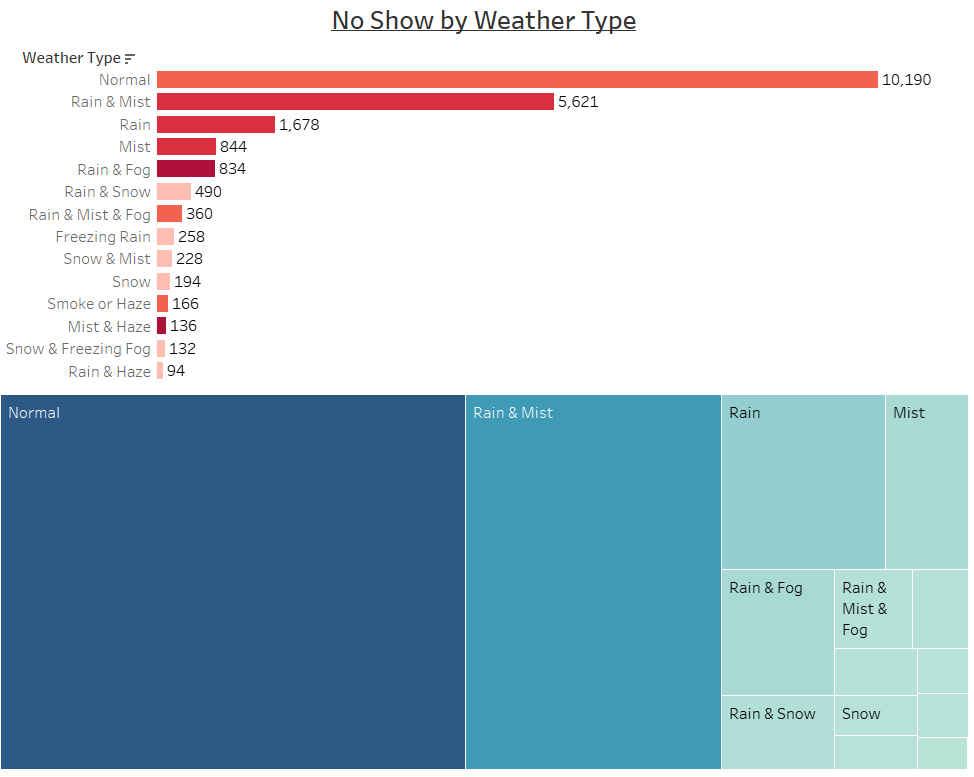 No Show by Weather Type
Weather Type
Normal 10,190
Rain & Mist 5,621
Rain 1,678
Mist 844
Rain & Fog 834
Rain & Snow 490
Rain & Mist & Fog 360
Freezing Rain 258
Snow & Mist 228
Snow 194
Smoke or Haze 166
Mist & Haze 136
Snow & Freezing Fog 132
Rain & Haze 94
Normal
Rain & Mist
Rain
Mist
Rain & Fog
Rain &
Mist &
Fog
Rain & Snow
Snow